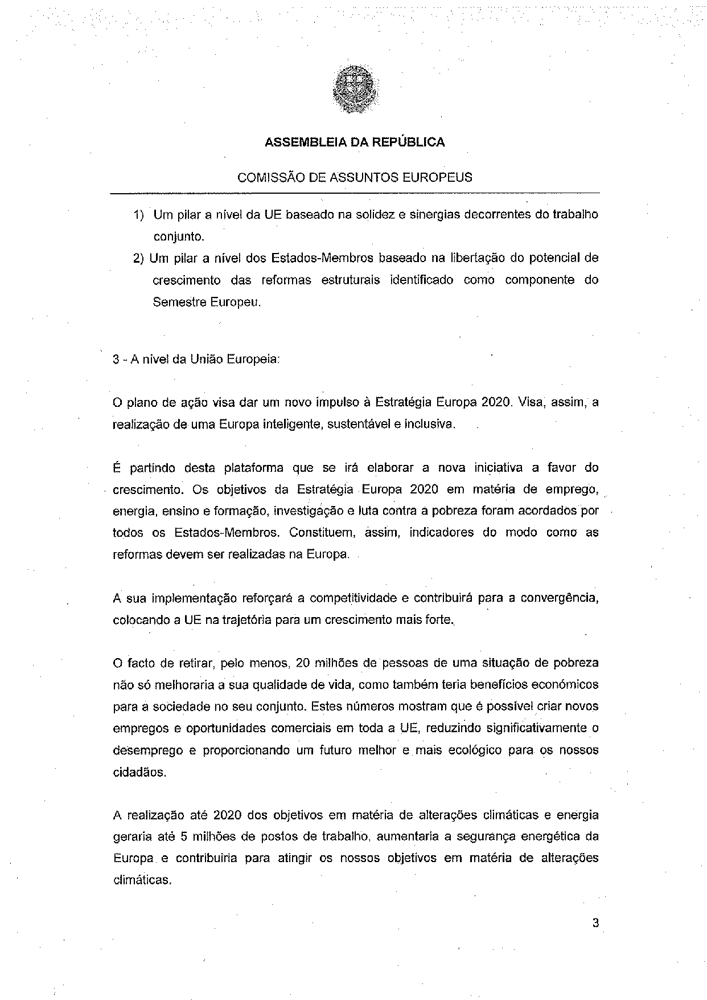 ASSEMBLEIA DA REPÚBLICA
COMISSÃO DE ASSUNTOS EUROPEUS
1) Um pilar a nível da UE baseado na solidez e sinergias decorrentes do trabalho
conjunto.
2) Um pilar a nível dos Estados-Membros baseado na libertação do potencial de
crescimento das reformas estruturais identificado como componente do
Semestre Europeu.
3 - A nível da União Europeia:
O plano de ação visa dar um novo impulso à Estratégia Europa 2020. Visa, assim, a
realização de uma Europa inteligente, sustentável e inclusiva.
É partindo desta plataforma que se irá elaborar a nova iniciativa a favor do
crescimento. Os objetivos da Estratégia Europa 2020 em matéria de emprego,
energia, ensino e formação, investigação e luta contra a pobreza foram acordados por
todos os Estados-Membros. Constituem, assim, indicadores do modo como as
reformas devem ser realizadas na Europa.
A sua implementação reforçará a competitividade e contribuirá para a convergência,
colocando a UE na trajetória para um crescimento mais forte.
O facto de retirar, pelo menos, 20 milhões de pessoas de uma situação de pobreza
não só melhoraria a sua qualidade de vida, como também teria benefícios económicos
para a sociedade no seu conjunto. Estes números mostram que é possível criar novos
empregos e oportunidades comerciais em toda a UE, reduzindo significativamente o
desemprego e proporcionando um futuro melhor e mais ecológico para os nossos
cidadãos.
A realização até 2020 dos objetivos em matéria de alterações climáticas e energia
geraria até 5 milhões de postos de trabalho, aumentaria a segurança energética da
Europa e contribuiria para atingir os nossos objetivos em matéria de alterações
climáticas.
3